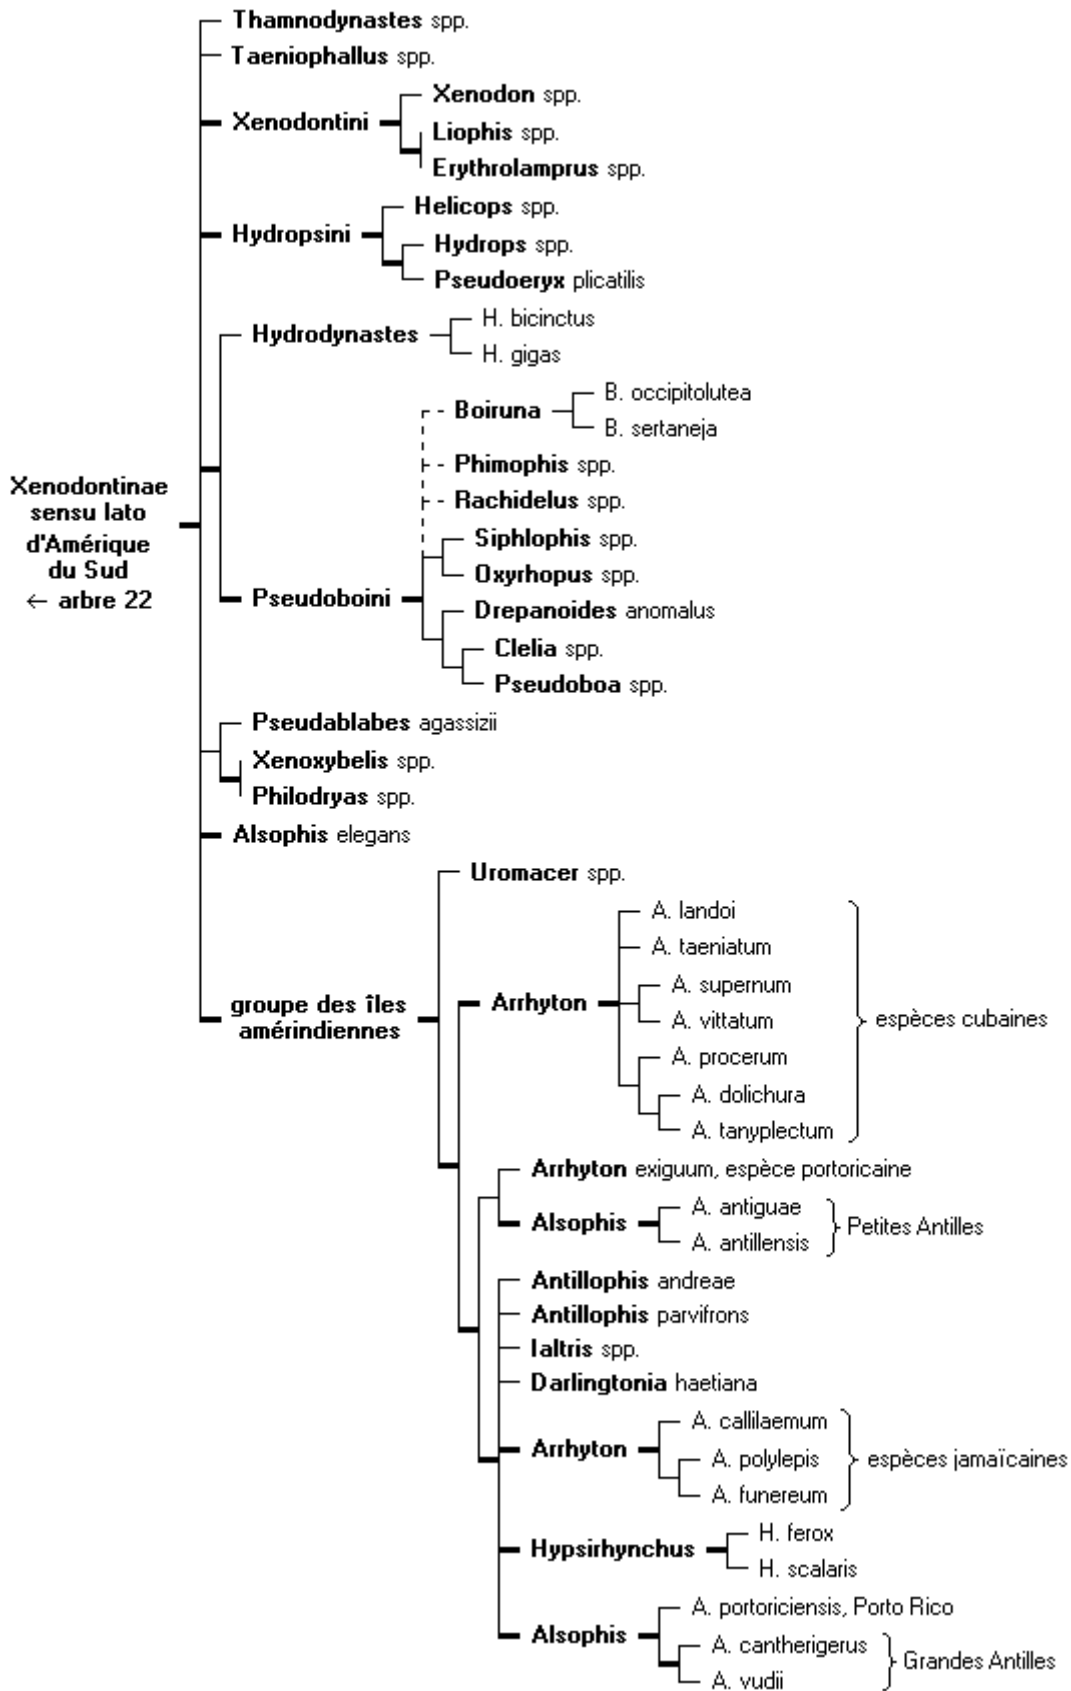 Thamnodynastes spp.
Taeniophallus spp.
Xenodon spp.
Xenodontini
Liophis spp.
Erythrolamprus spp.
Helicops spp.
Hydropsini
Hydrops spp.
Pseudoeryx plicatilis
H. bicinctus
Hydrodynastes
H. gigas
B. occipitolutea
Boiruna
B. sertaneja
Phimophis spp.
Xenodontinae
sensu lato
d'Amérique
du Sud
← arbre 22
Rachidelus spp.
Siphlophis spp.
Oxyrhopus spp.
Pseudoboini
Drepanoides anomalus
Clelia spp.
Pseudoboa spp.
Pseudablabes agassizii
Xenoxybelis spp.
Philodryas spp.
Alsophis elegans
Uromacer spp.
A. landoi
A. taeniatum
A. supernum
groupe des îles
amérindiennes
Arrhyton
A. vittatum
espèces cubaines
A. procerum
A. dolichura
A. tanyplectum
Arrhyton exiguum, espèce portoricaine
A. antiguae
Alsophis
Petites Antilles
A. antillensis
Antillophis andreae
Antillophis parvifrons
Ialtris spp.
Darlingtonia haetiana
A. callilaemum
Arrhyton
A. polylepis
espèces jamaïcaines
A. funereum
H. ferox
Hypsirhynchus
H. scalaris
A. portoriciensis, Porto Rico
Alsophis
A. cantherigerus
Grandes Antilles
A. vudii